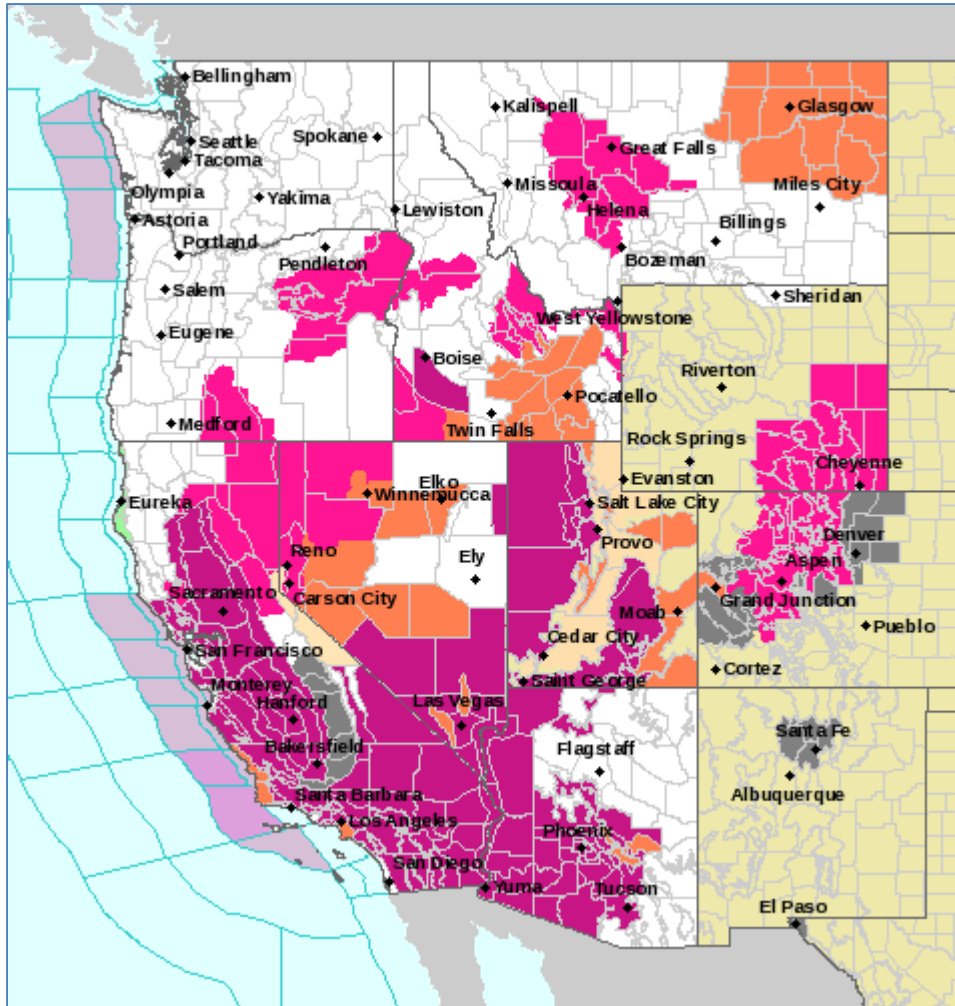 Bellingham
Kalispell
Glasgow
Seattle
Spokane
Great Falls
Tacoma
Olympia
Missoula
Miles City
Yakima
Helena
Astoria
Lewiston
Billings
Portland
Bozeman
Pendleton
Salem
Sheridan
West Yellowstone
Eugene
Boise
Riverton
Pocatello
Medford
Twin Falls
Rock Springs
Cheyenne
Elko
Evanston
Eureka
Winnemucca
Salt Lake City
Provo
Denver
Reno
Ely
Aspen
Sacramento
Carson City
Moab
Grand Junction
Pueblo
San Francisco
Cedar City
Cortez
Monterey
Saint George
Hanford
Las Vegas
Bakersfield
Flagstaff
Santa Fe
Albuquerque
Santa Barbara
Los Angeles
Phoenix
San Diego
Yuma
Tucson
El Paso